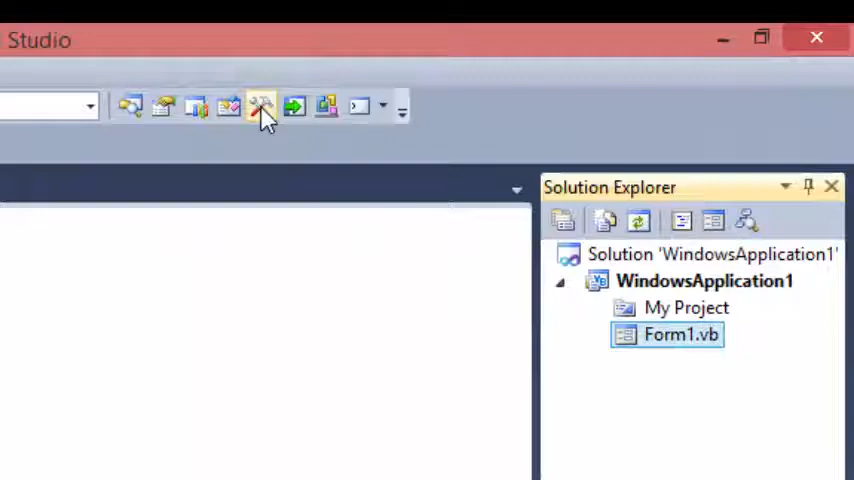 Studio
Solution Explorer
Solution 'WindowsApplication1'
WindowsApplication1
My Project
Form1.vb